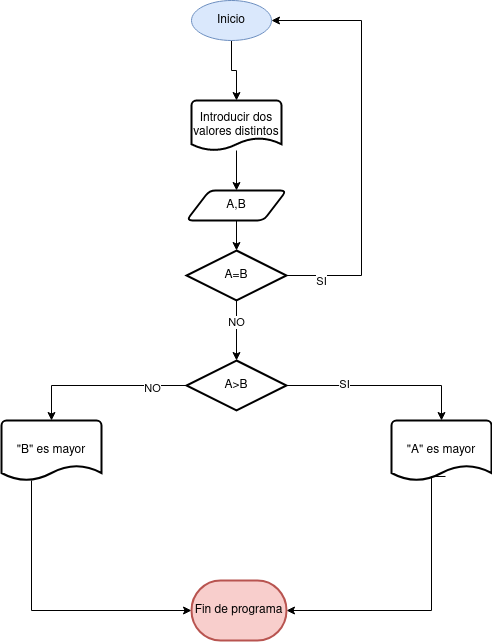 Inicio
Introducir dos
valores distintos
A,B
A=B
SI
NO
A>B
NO
SI
"B" es mayor
"A" es mayor
Fin de programa